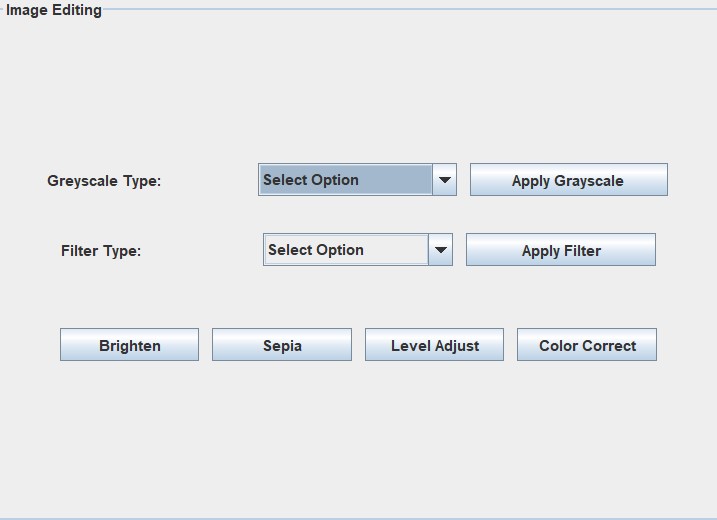 Image Editing
Greyscale Type: Select Option Apply Grayscale
Filter Type: Select Option Apply Filter
Brighten Sepia Level Adjust Color Correct